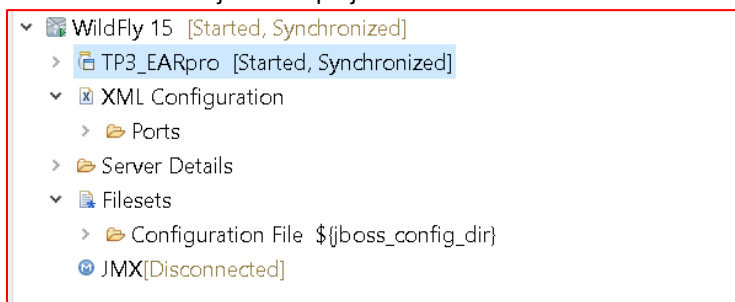 WildFly 15 [Started, Synchronized]
TP3_EARpro [Started, Synchronized]
XML Configuration
Ports
Server Details
Filesets
Configuration File ${jboss_config_dir}
JMX[Disconnected]